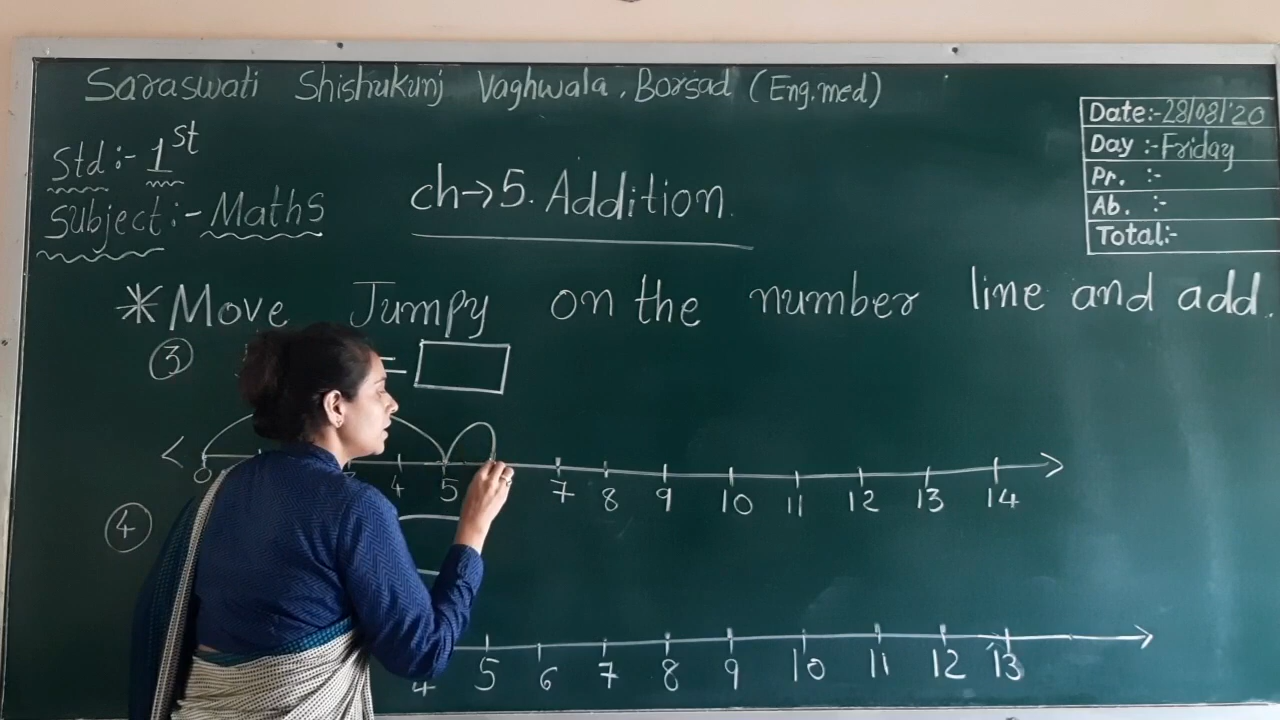 Saraswati Shishukunj Vaghwala, Borsad (Eng.med)
Date:-28/08/'20
Day :-Friday
Pr. :-
Ab. :-
Total:-
Std:- 1st
Subject:- Maths
ch→5. Addition.
*Move Jumpy on the number line and add.
3 =
0 4 5 7 8 9 10 11 12 13 14
4
4 5 6 7 8 9 10 11 12 13